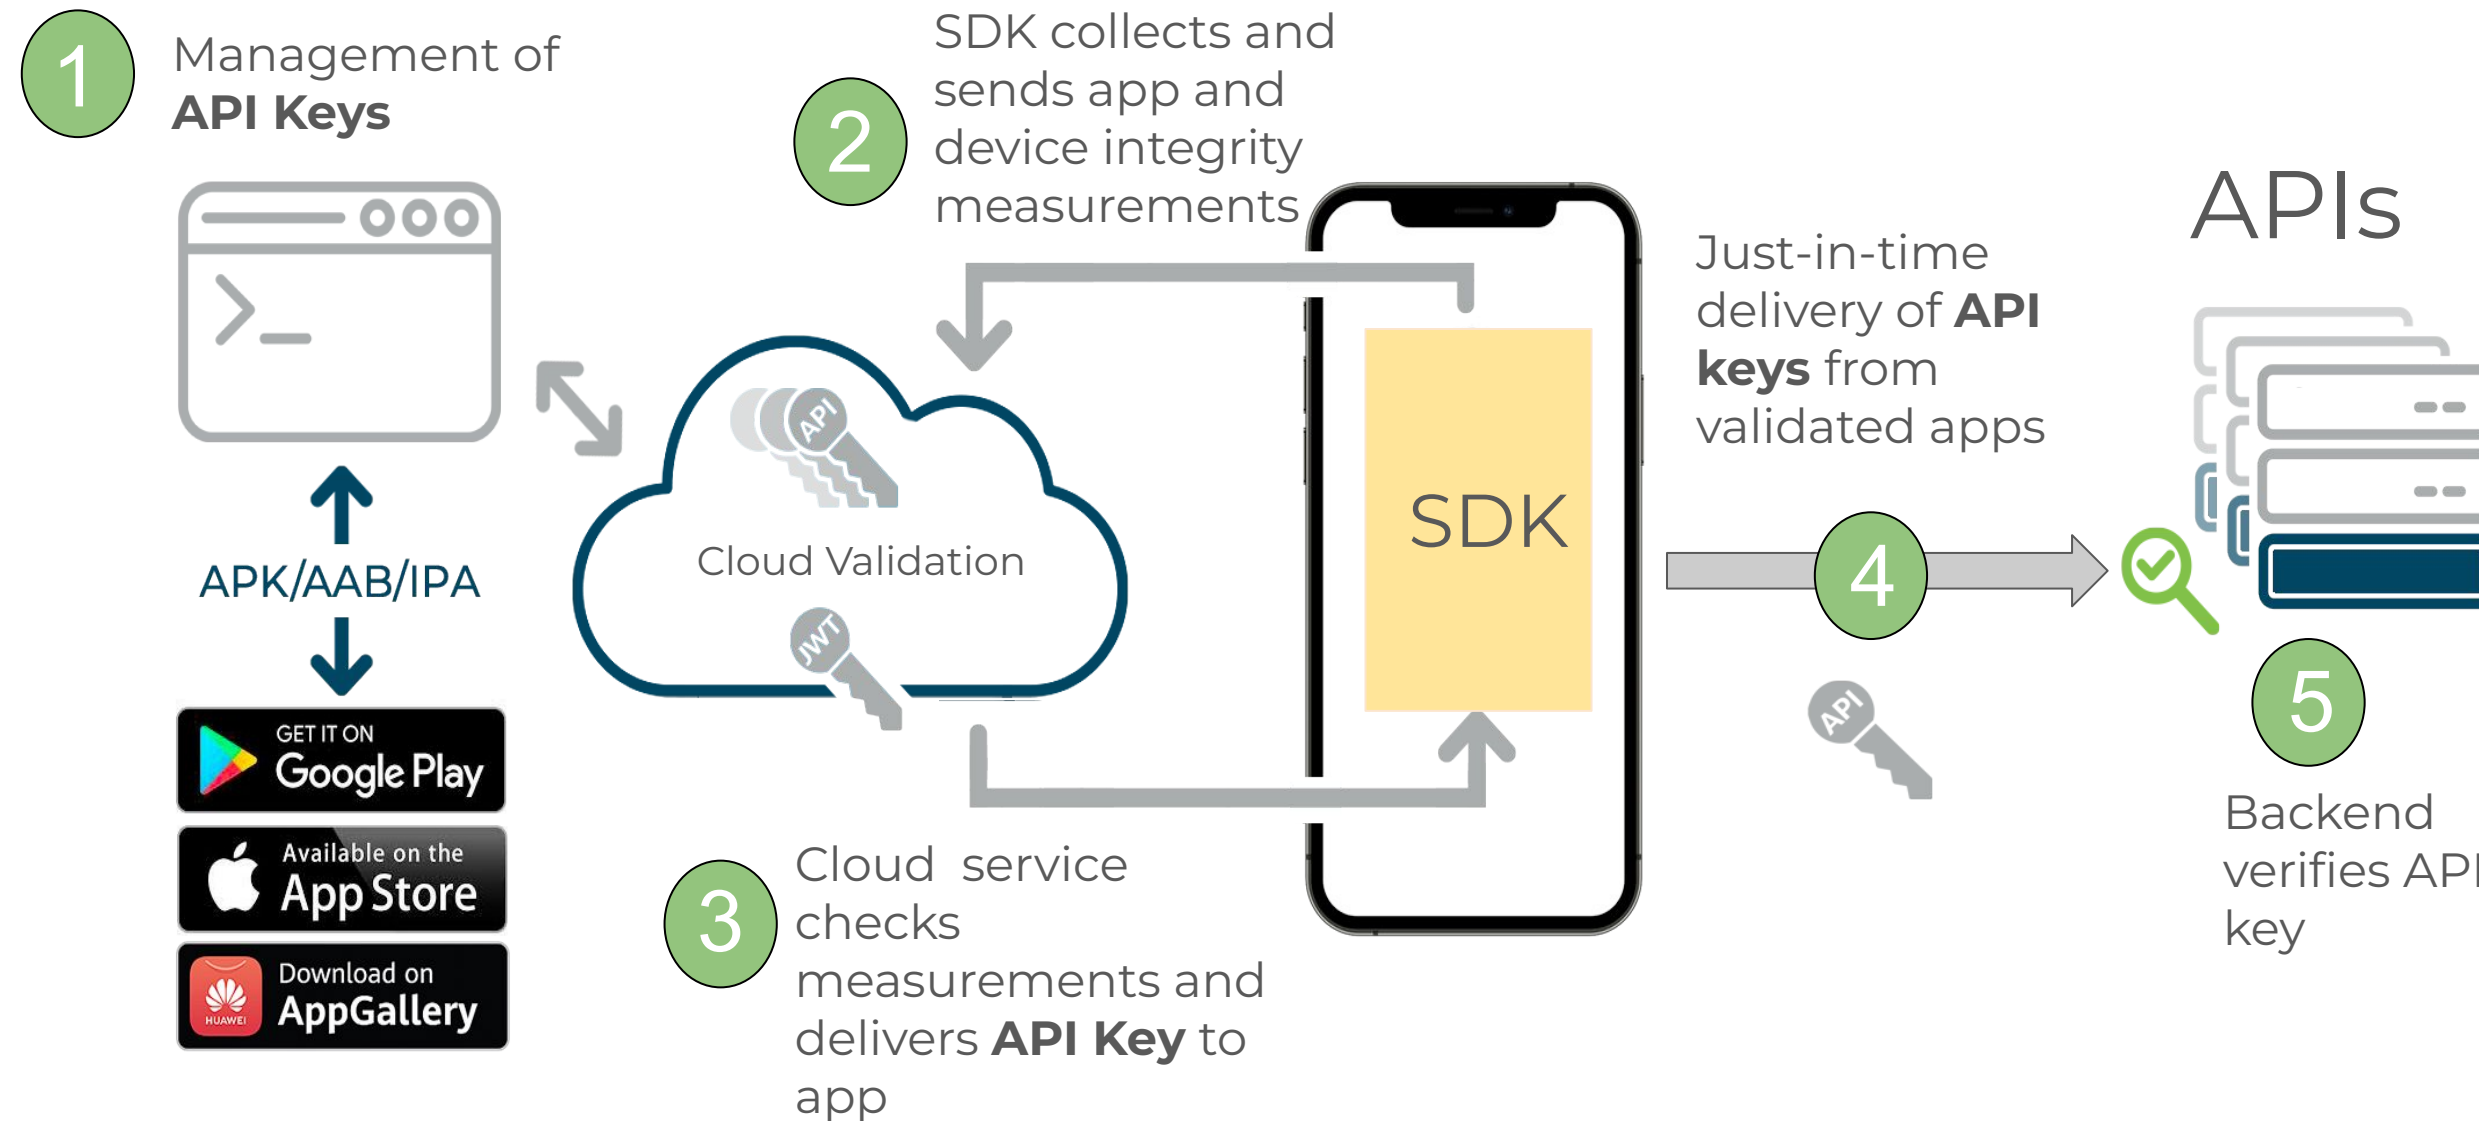 1
Management of
API Keys
>_
APK/AAB/IPA
GET IT ON
Google Play
Available on the
App Store
HUAWEI
Download on
AppGallery
2
SDK collects and
sends app and
device integrity
measurements
API
Cloud Validation
JWT
3
Cloud service
checks
measurements and
delivers API Key to
app
SDK
Just-in-time
delivery of API
keys from
validated apps
4
API
APIs
5
Backend
verifies API
key